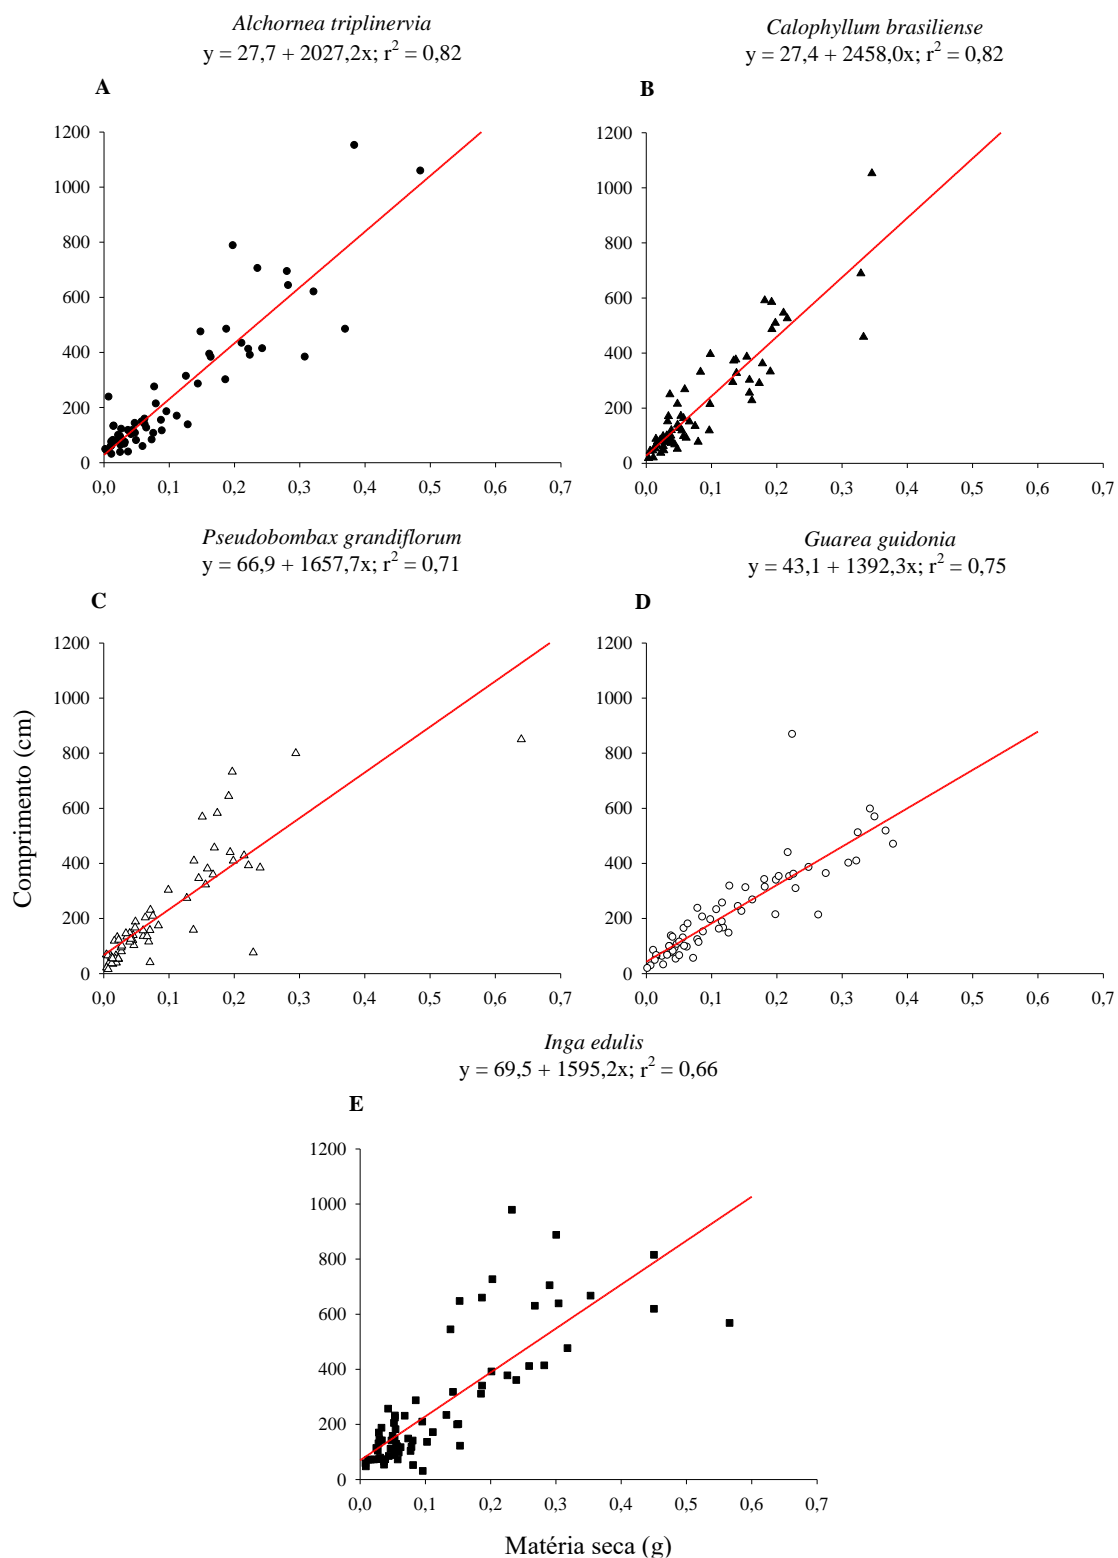 Alchornea triplinervia
y = 27,7 + 2027,2x; r² = 0,82
Calophyllum brasiliense
y = 27,4 + 2458,0x; r² = 0,82
A
1200
1000
800
600
400
200
0
0,0 0,1 0,2 0,3 0,4 0,5 0,6 0,7
B
1200
1000
800
600
400
200
0
0,0 0,1 0,2 0,3 0,4 0,5 0,6 0,7
Pseudobombax grandiflorum
y = 66,9 + 1657,7x; r² = 0,71
Guarea guidonia
y = 43,1 + 1392,3x; r² = 0,75
C
1200
1000
800
600
400
200
0
0,0 0,1 0,2 0,3 0,4 0,5 0,6 0,7
D
1200
1000
800
600
400
200
0
0,0 0,1 0,2 0,3 0,4 0,5 0,6 0,7
Comprimento (cm)
Inga edulis
y = 69,5 + 1595,2x; r² = 0,66
E
1200
1000
800
600
400
200
0
0,0 0,1 0,2 0,3 0,4 0,5 0,6 0,7
Matéria seca (g)